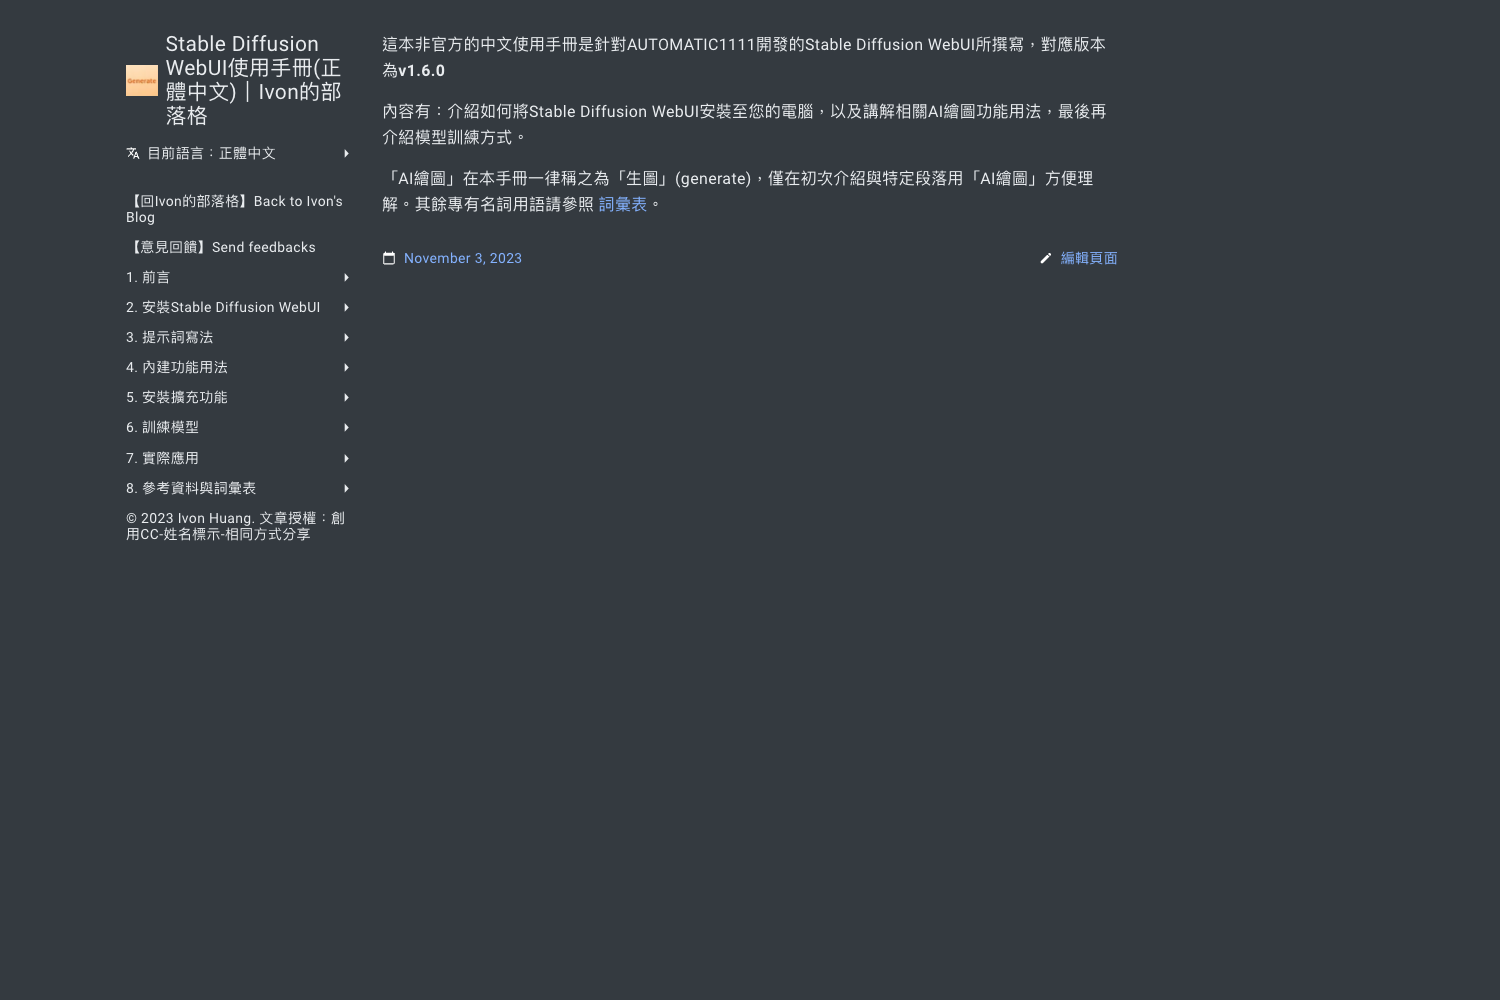 Generate
Stable Diffusion
WebUI使用手冊(正
體中文)｜Ivon的部
落格
目前語言：正體中文
【回Ivon的部落格】Back to Ivon's
Blog
【意見回饋】Send feedbacks
1. 前言
2. 安裝Stable Diffusion WebUI
3. 提示詞寫法
4. 內建功能用法
5. 安裝擴充功能
6. 訓練模型
7. 實際應用
8. 參考資料與詞彙表
© 2023 Ivon Huang. 文章授權：創
用CC-姓名標示-相同方式分享
這本非官方的中文使用手冊是針對AUTOMATIC1111開發的Stable Diffusion WebUI所撰寫，對應版本
為v1.6.0
內容有：介紹如何將Stable Diffusion WebUI安裝至您的電腦，以及講解相關AI繪圖功能用法，最後再
介紹模型訓練方式。
「AI繪圖」在本手冊一律稱之為「生圖」(generate)，僅在初次介紹與特定段落用「AI繪圖」方便理
解。其餘專有名詞用語請參照 詞彙表。
November 3, 2023
編輯頁面